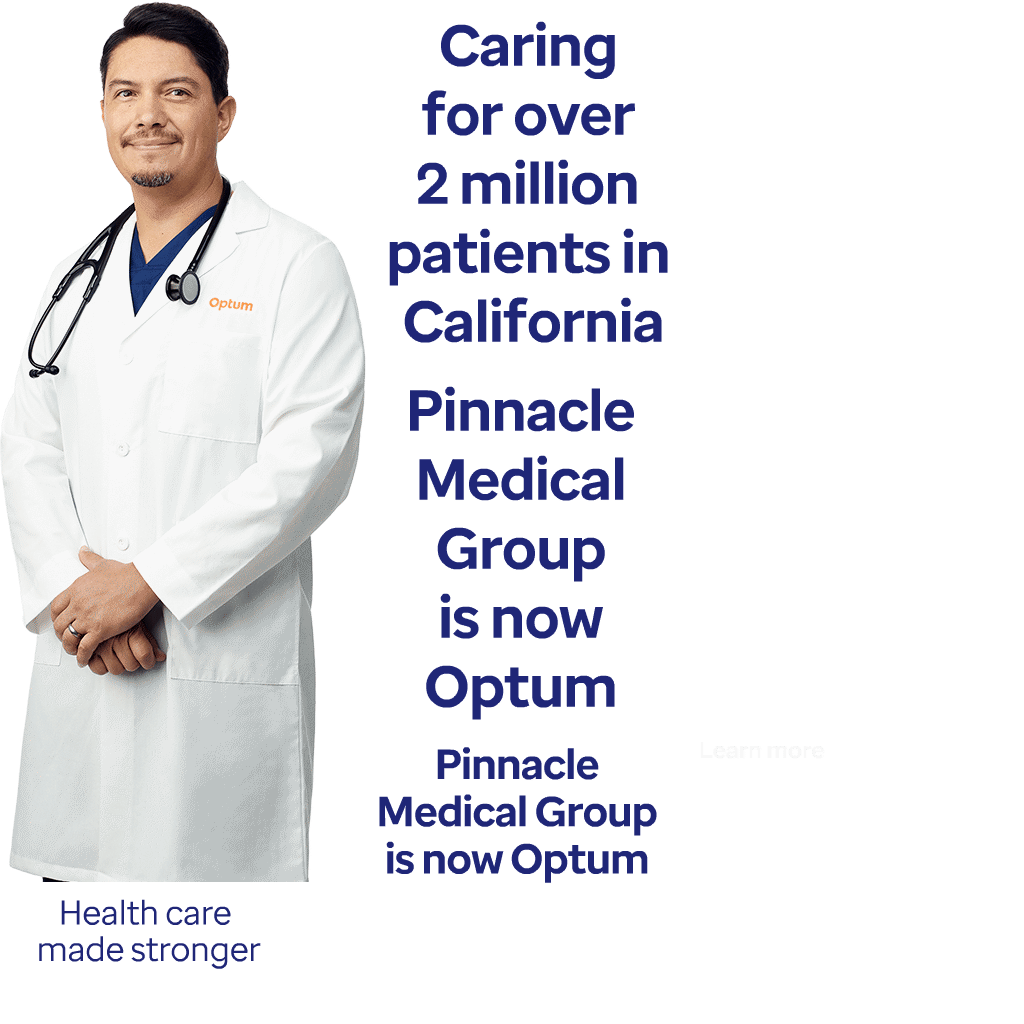 Caring
for over
2 million
patients in
California
Optum
Pinnacle
Medical
Group
is now
Optum
Learn more
Pinnacle
Medical Group
is now Optum
Health care
made stronger